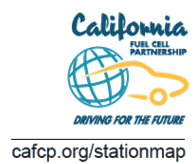 California
FUEL CELL
PARTNERSHIP
DRIVING FOR THE FUTURE
cafcp.org/stationmap